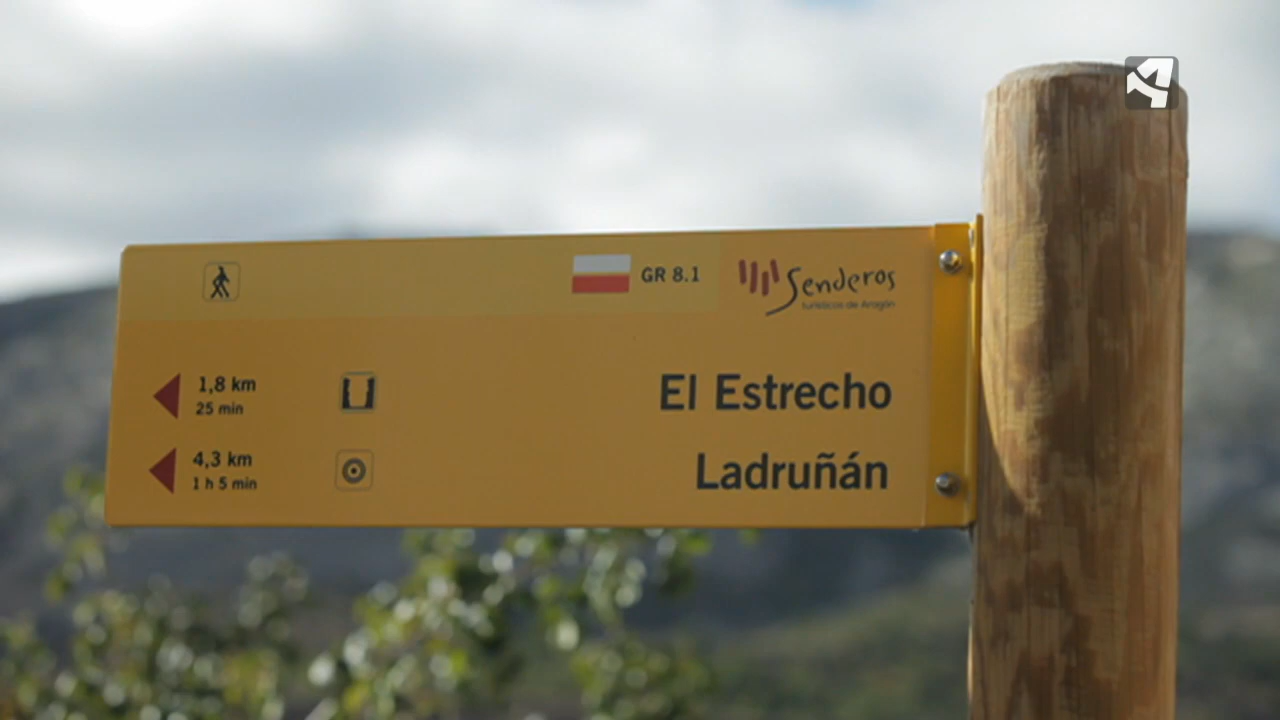 GR 8.1
Senderos
turísticos de Aragón
1,8 km
25 min
El Estrecho
4,3 km
1 h 5 min
Ladruñán